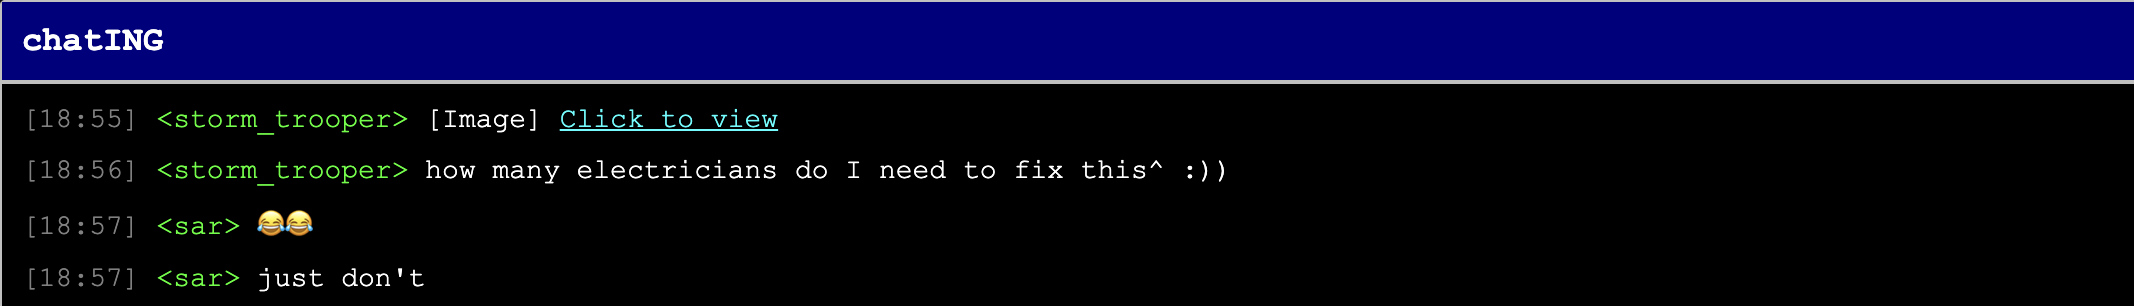 chatING
[18:55] <storm_trooper> [Image] Click to view
[18:56] <storm_trooper> how many electricians do I need to fix this^ :))
[18:57] <sar> 😂😂
[18:57] <sar> just don't